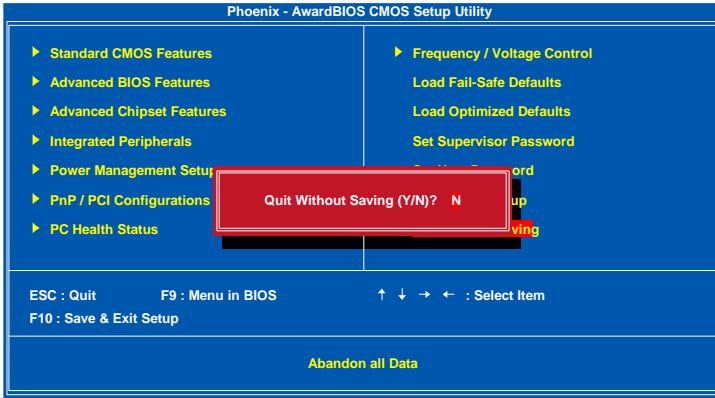 Phoenix - AwardBIOS CMOS Setup Utility
Standard CMOS Features
Advanced BIOS Features
Advanced Chipset Features
Integrated Peripherals
Power Management Setup
PnP / PCI Configurations
PC Health Status
Frequency / Voltage Control
Load Fail-Safe Defaults
Load Optimized Defaults
Set Supervisor Password
Quit Without Saving (Y/N)? N
ESC : Quit F9 : Menu in BIOS ↑ ↓ → ← : Select Item
F10 : Save & Exit Setup
Abandon all Data